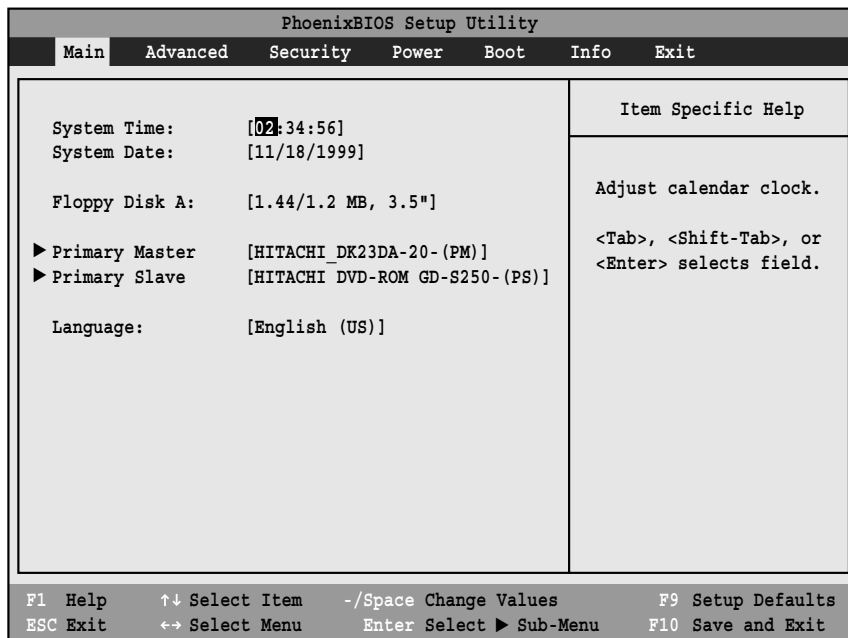 PhoenixBIOS Setup Utility
Main Advanced Security Power Boot Info Exit
System Time: [02:34:56]
System Date: [11/18/1999]
Floppy Disk A: [1.44/1.2 MB, 3.5"]
▶Primary Master [HITACHI_DK23DA-20-(PM)]
▶Primary Slave [HITACHI DVD-ROM GD-S250-(PS)]
Language: [English (US)]
Item Specific Help
Adjust calendar clock.
<Tab>, <Shift-Tab>, or
<Enter> selects field.
F1 Help ↑↓ Select Item -/Space Change Values F9 Setup Defaults
ESC Exit ←→ Select Menu Enter Select ▶ Sub-Menu F10 Save and Exit